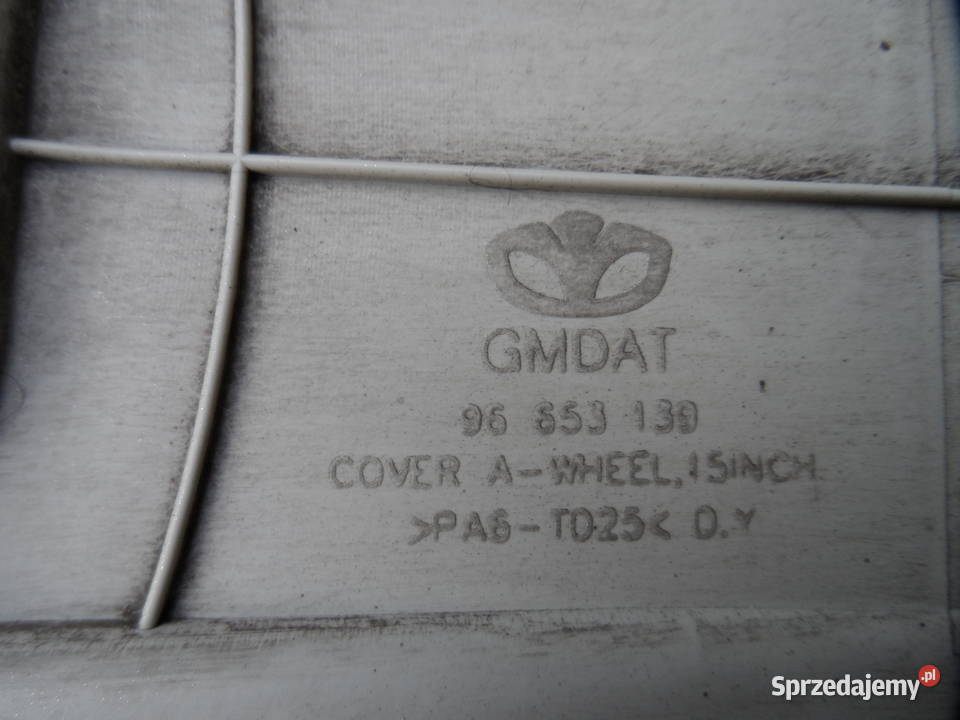 GMDAT
96 653 139
COVER A-WHEEL,15INCH
>PA6-TD25< D.Y
Sprzedajemy.pl